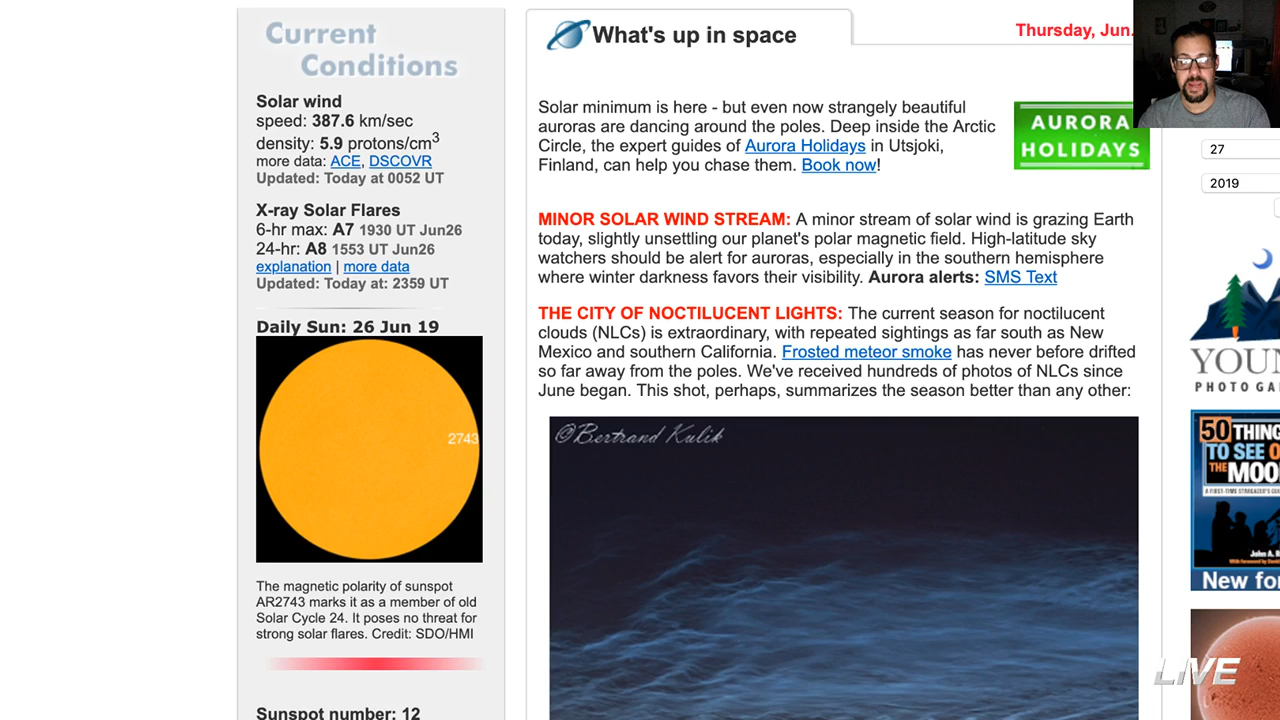 Current
Conditions
Solar wind
speed: 387.6 km/sec
density: 5.9 protons/cm3
more data: ACE, DSCOVR
Updated: Today at 0052 UT
X-ray Solar Flares
6-hr max: A7 1930 UT Jun26
24-hr: A8 1553 UT Jun26
explanation | more data
Updated: Today at: 2359 UT
Daily Sun: 26 Jun 19
2743
The magnetic polarity of sunspot
AR2743 marks it as a member of old
Solar Cycle 24. It poses no threat for
strong solar flares. Credit: SDO/HMI
Sunspot number: 12
What's up in space
Thursday, Jun.
Solar minimum is here - but even now strangely beautiful
auroras are dancing around the poles. Deep inside the Arctic
Circle, the expert guides of Aurora Holidays in Utsjoki,
Finland, can help you chase them. Book now!
AURORA
HOLIDAYS
MINOR SOLAR WIND STREAM: A minor stream of solar wind is grazing Earth
today, slightly unsettling our planet's polar magnetic field. High-latitude sky
watchers should be alert for auroras, especially in the southern hemisphere
where winter darkness favors their visibility. Aurora alerts: SMS Text
THE CITY OF NOCTILUCENT LIGHTS: The current season for noctilucent
clouds (NLCs) is extraordinary, with repeated sightings as far south as New
Mexico and southern California. Frosted meteor smoke has never before drifted
so far away from the poles. We've received hundreds of photos of NLCs since
June began. This shot, perhaps, summarizes the season better than any other:
©Bertrand Kulik
27
2019
YOUN
PHOTO GA
50 THING
TO SEE O
THE MOO
John A. R
New for
LIVE